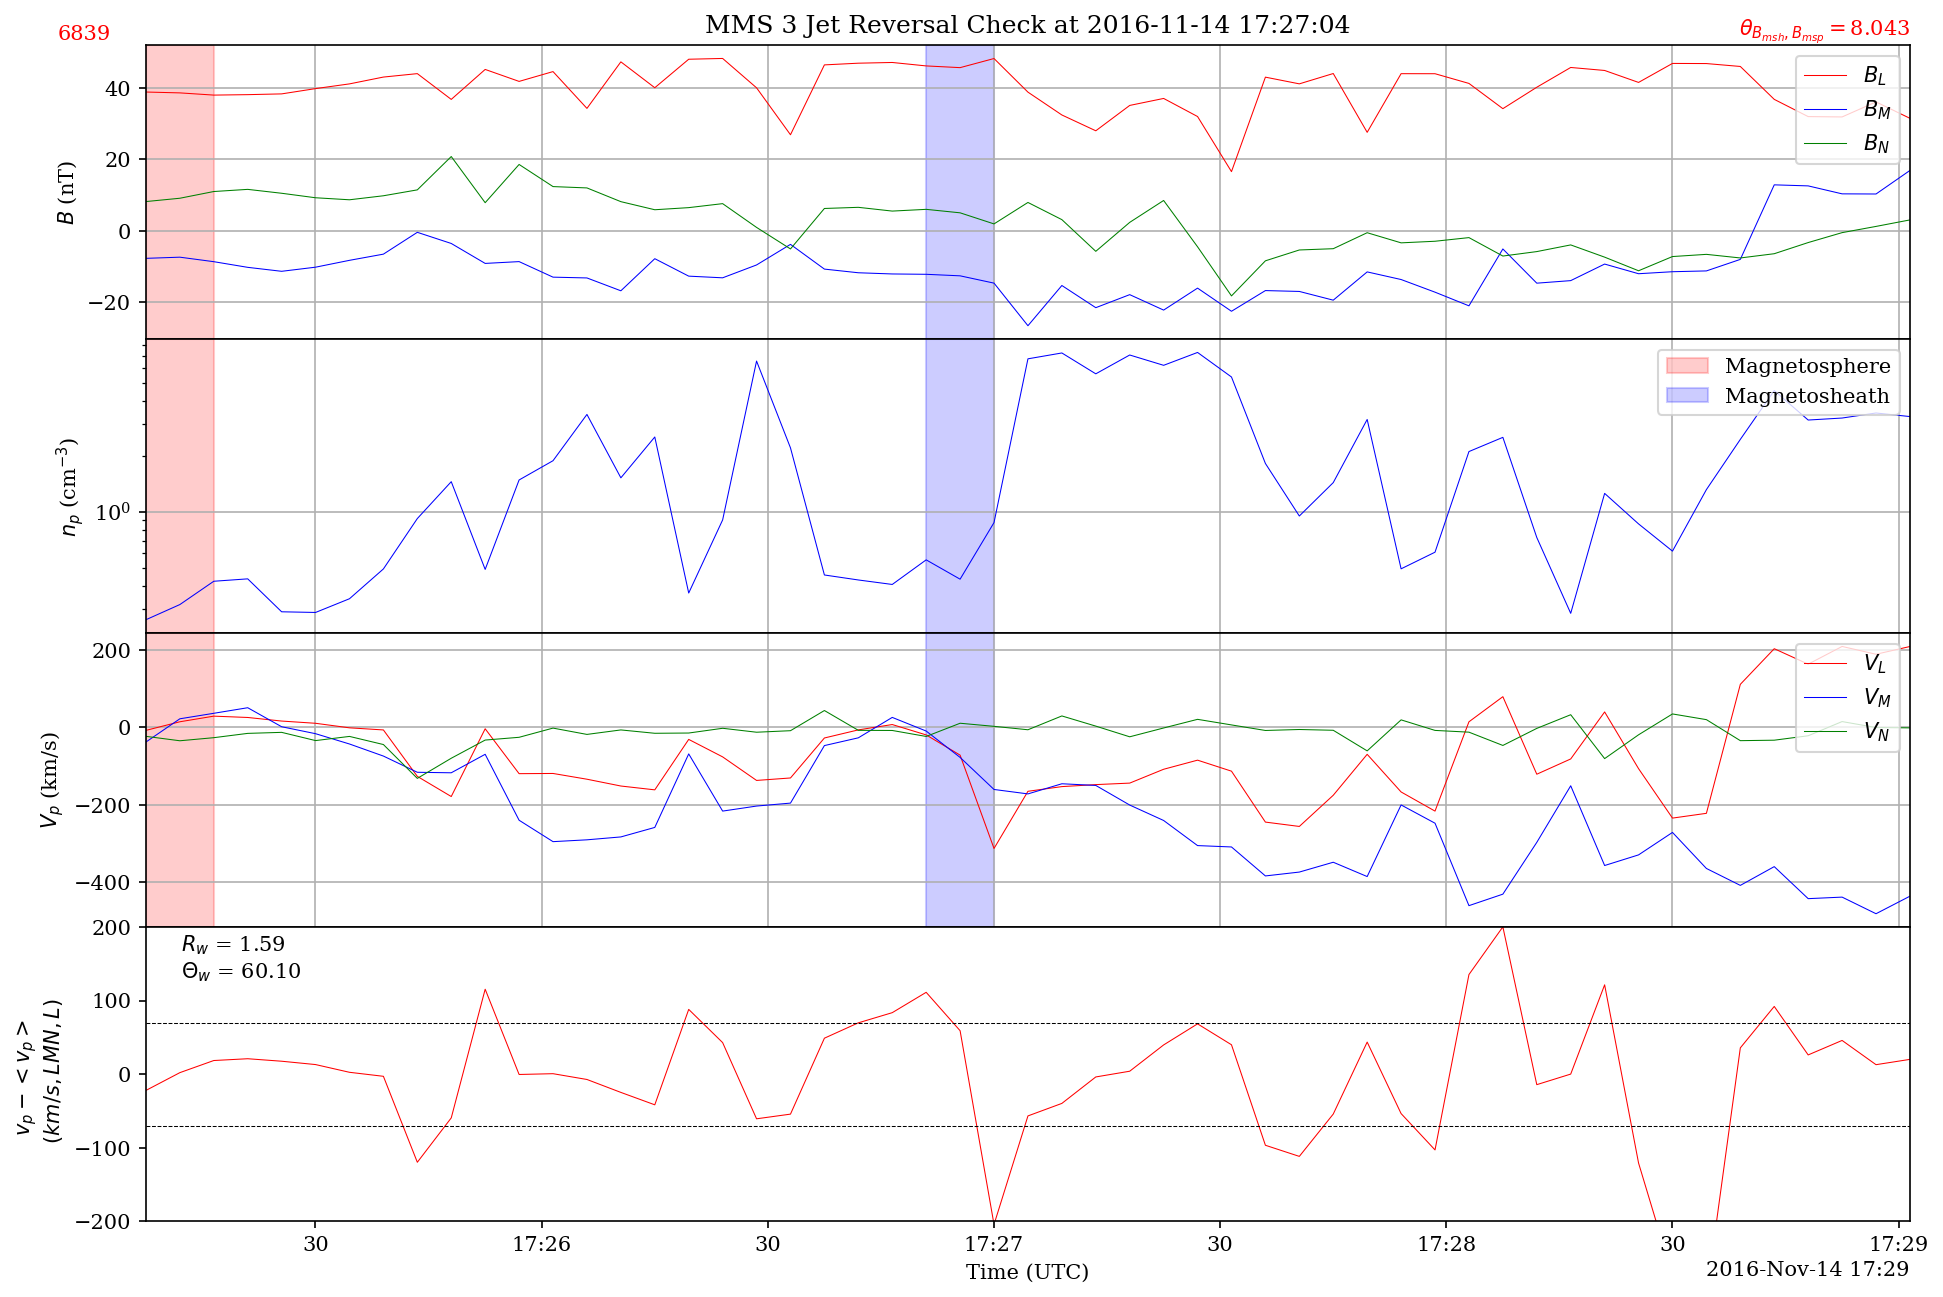 MMS 3 Jet Reversal Check at 2016-11-14 17:27:04
6839
θ_{B_{msh}, B_{msp}} = 8.043
40
20
0
−20
B (nT)
B_L
B_M
B_N
10^0
n_p (cm^{−3})
Magnetosphere
Magnetosheath
200
0
−200
−400
V_p (km/s)
V_L
V_M
V_N
200
100
0
−100
−200
v_p − < v_p >
(km/s, LMN, L)
R_w = 1.59
Θ_w = 60.10
30
17:26
30
17:27
30
17:28
30
17:29
Time (UTC)
2016-Nov-14 17:29